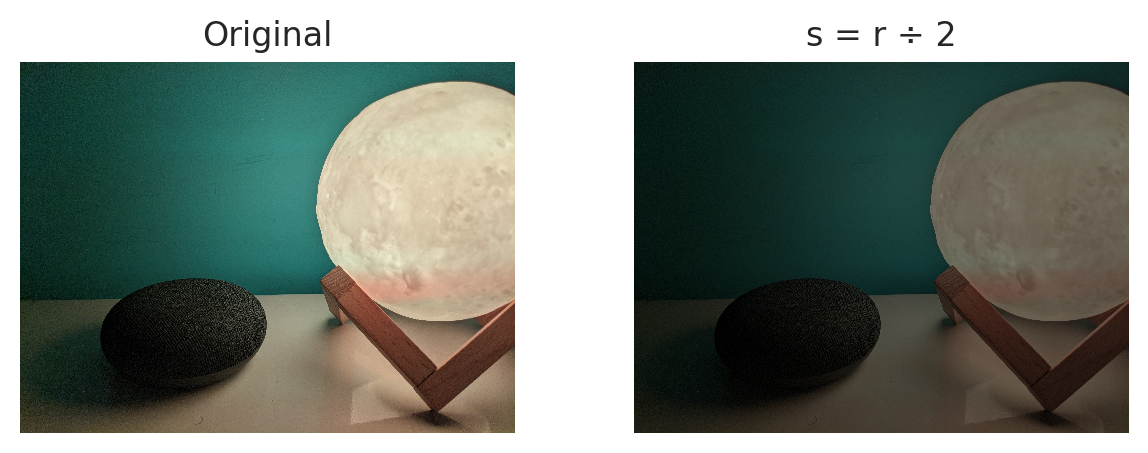 Original
s = r ÷ 2